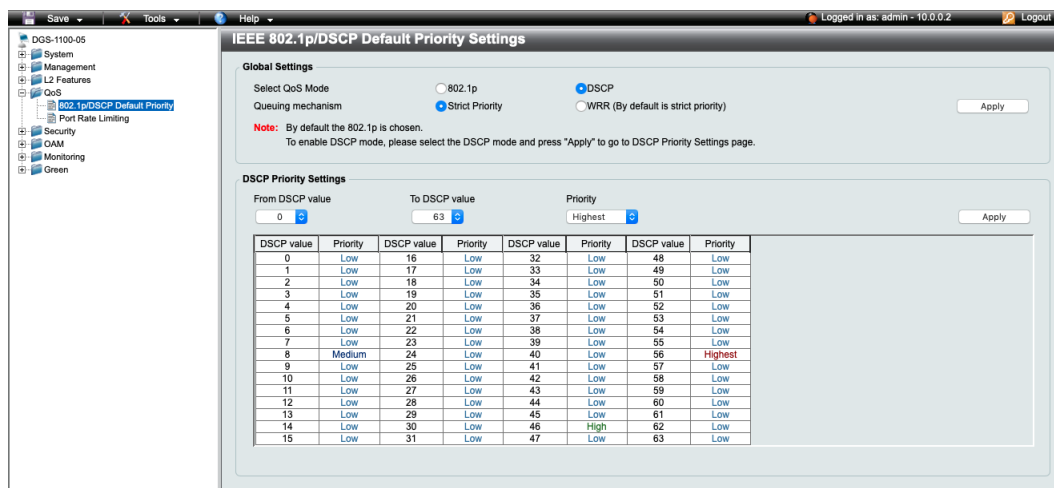 Save Tools Help Logged in as: admin - 10.0.0.2 Logout
DGS-1100-05
System
Management
L2 Features
QoS
802.1p/DSCP Default Priority
Port Rate Limiting
Security
OAM
Monitoring
Green
IEEE 802.1p/DSCP Default Priority Settings
Global Settings
Select QoS Mode 802.1p DSCP
Queuing mechanism Strict Priority WRR (By default is strict priority) Apply
Note: By default the 802.1p is chosen.
To enable DSCP mode, please select the DSCP mode and press "Apply" to go to DSCP Priority Settings page.
DSCP Priority Settings
From DSCP value To DSCP value Priority
0 63 Highest Apply
DSCP value Priority DSCP value Priority DSCP value Priority DSCP value Priority
0 Low 16 Low 32 Low 48 Low
1 Low 17 Low 33 Low 49 Low
2 Low 18 Low 34 Low 50 Low
3 Low 19 Low 35 Low 51 Low
4 Low 20 Low 36 Low 52 Low
5 Low 21 Low 37 Low 53 Low
6 Low 22 Low 38 Low 54 Low
7 Low 23 Low 39 Low 55 Low
8 Medium 24 Low 40 Low 56 Highest
9 Low 25 Low 41 Low 57 Low
10 Low 26 Low 42 Low 58 Low
11 Low 27 Low 43 Low 59 Low
12 Low 28 Low 44 Low 60 Low
13 Low 29 Low 45 Low 61 Low
14 Low 30 Low 46 High 62 Low
15 Low 31 Low 47 Low 63 Low